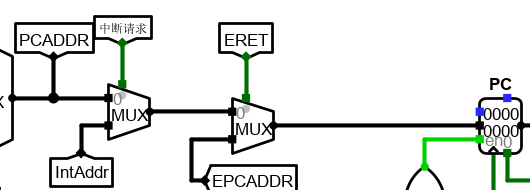 中断请求
PCADDR
ERET
PC
X
0
MUX
0
MUX
0000
0000
en0
IntAddr
EPCADDR